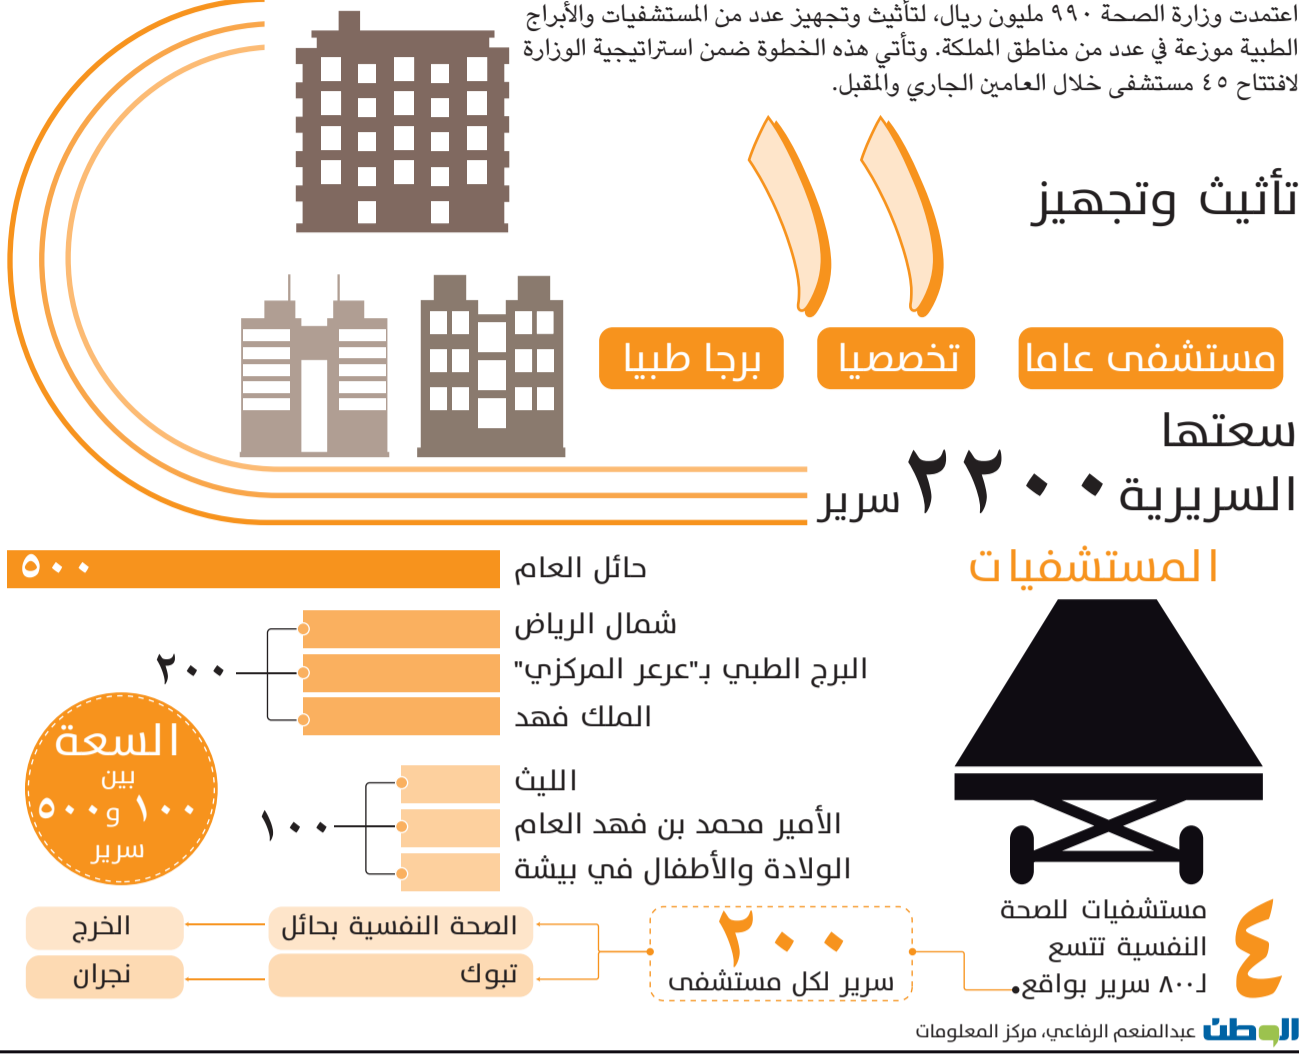 اعتمدت وزارة الصحة ٩٩٠ مليون ريال، لتأثيث وتجهيز عدد من المستشفيات والأبراج
الطبية موزعة في عدد من مناطق المملكة. وتأتي هذه الخطوة ضمن استراتيجية الوزارة
لافتتاح ٤٥ مستشفى خلال العامين الجاري والمقبل.
تأثيث وتجهيز
١١
مستشفى عاما
تخصصيا
برجا طبيا
سعتها
السريرية ٢٢٠٠ سرير
المستشفيات
حائل العام
٥٠٠
شمال الرياض
البرج الطبي بـ"عرعر المركزي"
الملك فهد
٢٠٠
الليث
الأمير محمد بن فهد العام
الولادة والأطفال في بيشة
١٠٠
السعة
بين
١٠٠ و٥٠٠
سرير
٤
مستشفيات للصحة
النفسية تتسع
لـ٨٠٠ سرير بواقع
٢٠٠
سرير لكل مستشفى
الصحة النفسية بحائل
الخرج
تبوك
نجران
الوطن عبدالمنعم الرفاعي، مركز المعلومات